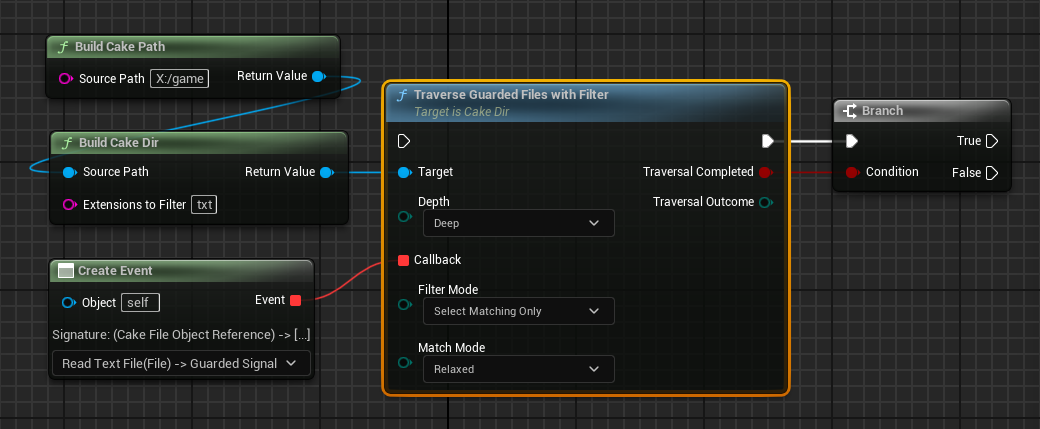 Build Cake Path
Source Path X:/game Return Value
Build Cake Dir
Source Path Return Value
Extensions to Filter txt
Create Event
Object self Event
Signature: (Cake File Object Reference) -> [...]
Read Text File(File) -> Guarded Signal
Traverse Guarded Files with Filter
Target is Cake Dir
Target Traversal Completed
Depth Traversal Outcome
Deep
Callback
Filter Mode
Select Matching Only
Match Mode
Relaxed
Branch
True
Condition False